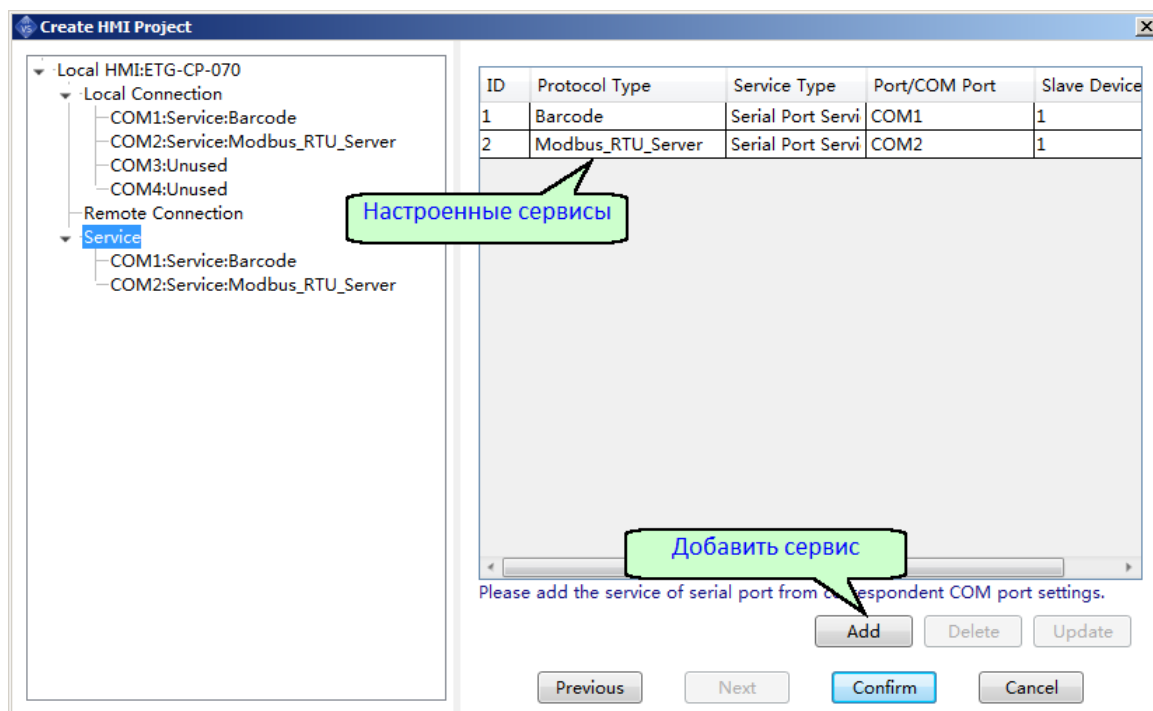 Create HMI Project
Local HMI:ETG-CP-070
Local Connection
COM1:Service:Barcode
COM2:Service:Modbus_RTU_Server
COM3:Unused
COM4:Unused
Remote Connection
Service
COM1:Service:Barcode
COM2:Service:Modbus_RTU_Server
ID Protocol Type Service Type Port/COM Port Slave Device
1 Barcode Serial Port Servi COM1 1
2 Modbus_RTU_Server Serial Port Servi COM2 1
Настроенные сервисы
Добавить сервис
Please add the service of serial port from correspondent COM port settings.
Add Delete Update
Previous Next Confirm Cancel